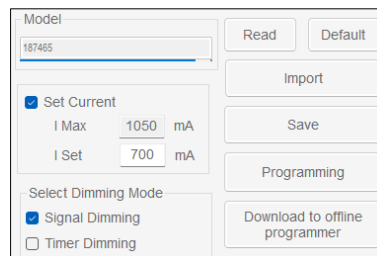 Model
187465
Read
Default
Import
Set Current
I Max 1050 mA
Save
I Set 700 mA
Programming
Select Dimming Mode
Signal Dimming
Download to offline
programmer
Timer Dimming